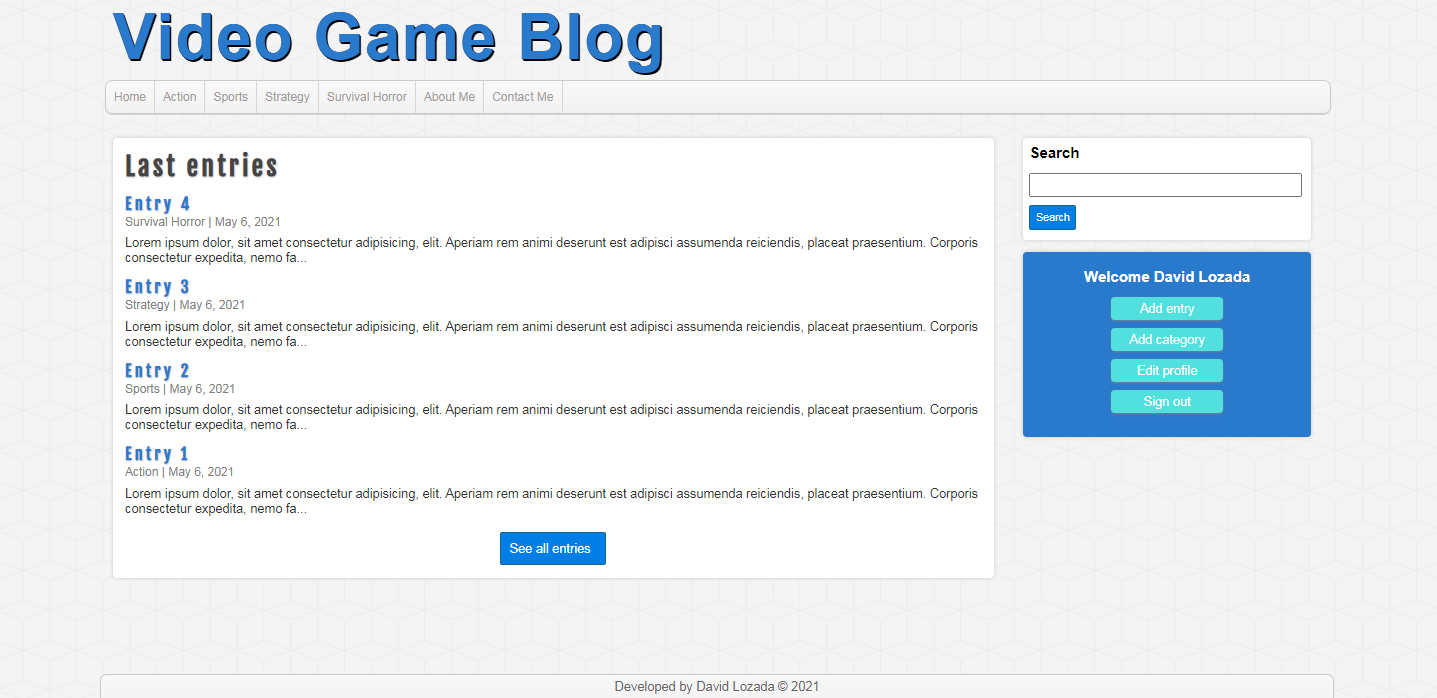 Video Game Blog
Home Action Sports Strategy Survival Horror About Me Contact Me
Last entries
Entry 4
Survival Horror | May 6, 2021
Lorem ipsum dolor, sit amet consectetur adipisicing, elit. Aperiam rem animi deserunt est adipisci assumenda reiciendis, placeat praesentium. Corporis
consectetur expedita, nemo fa...
Entry 3
Strategy | May 6, 2021
Lorem ipsum dolor, sit amet consectetur adipisicing, elit. Aperiam rem animi deserunt est adipisci assumenda reiciendis, placeat praesentium. Corporis
consectetur expedita, nemo fa...
Entry 2
Sports | May 6, 2021
Lorem ipsum dolor, sit amet consectetur adipisicing, elit. Aperiam rem animi deserunt est adipisci assumenda reiciendis, placeat praesentium. Corporis
consectetur expedita, nemo fa...
Entry 1
Action | May 6, 2021
Lorem ipsum dolor, sit amet consectetur adipisicing, elit. Aperiam rem animi deserunt est adipisci assumenda reiciendis, placeat praesentium. Corporis
consectetur expedita, nemo fa...
See all entries
Search
Search
Welcome David Lozada
Add entry
Add category
Edit profile
Sign out
Developed by David Lozada © 2021